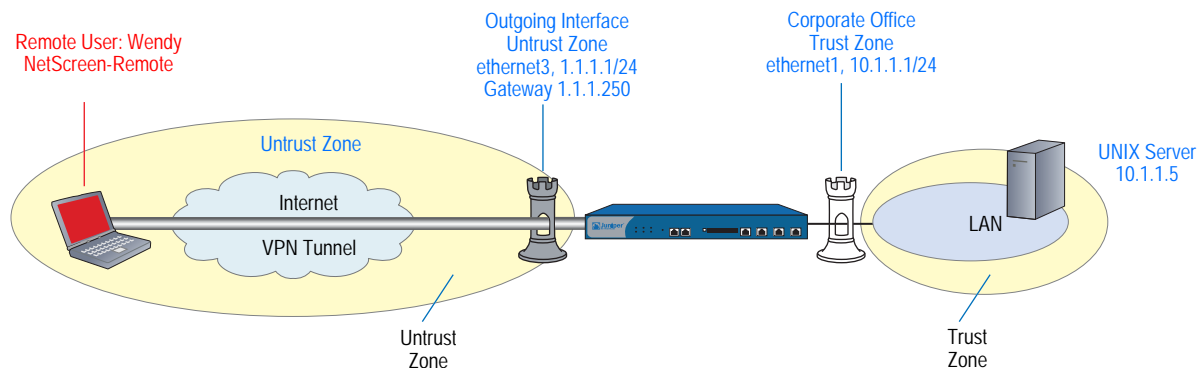 Remote User: Wendy
NetScreen-Remote
Outgoing Interface
Untrust Zone
ethernet3, 1.1.1.1/24
Gateway 1.1.1.250
Corporate Office
Trust Zone
ethernet1, 10.1.1.1/24
Untrust Zone
UNIX Server
10.1.1.5
Internet
VPN Tunnel
Juniper
LAN
Untrust
Zone
Trust
Zone